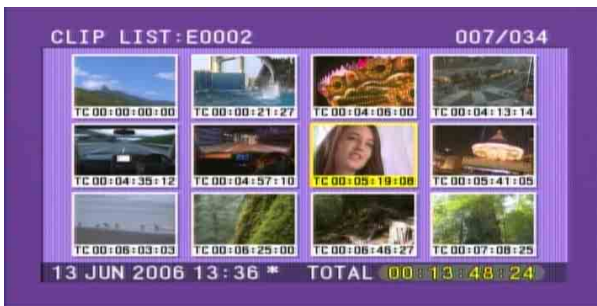 CLIP LIST:E0002 007/034
TC 00:00:00:00 TC 00:00:21:27 TC 00:04:06:00 TC 00:04:13:14
TC 00:04:35:12 TC 00:04:57:10 TC 00:05:19:08 TC 00:05:41:05
TC 00:06:03:03 TC 00:06:25:00 TC 00:06:46:27 TC 00:07:08:25
13 JUN 2006 13:36 * TOTAL 00:13:48:24